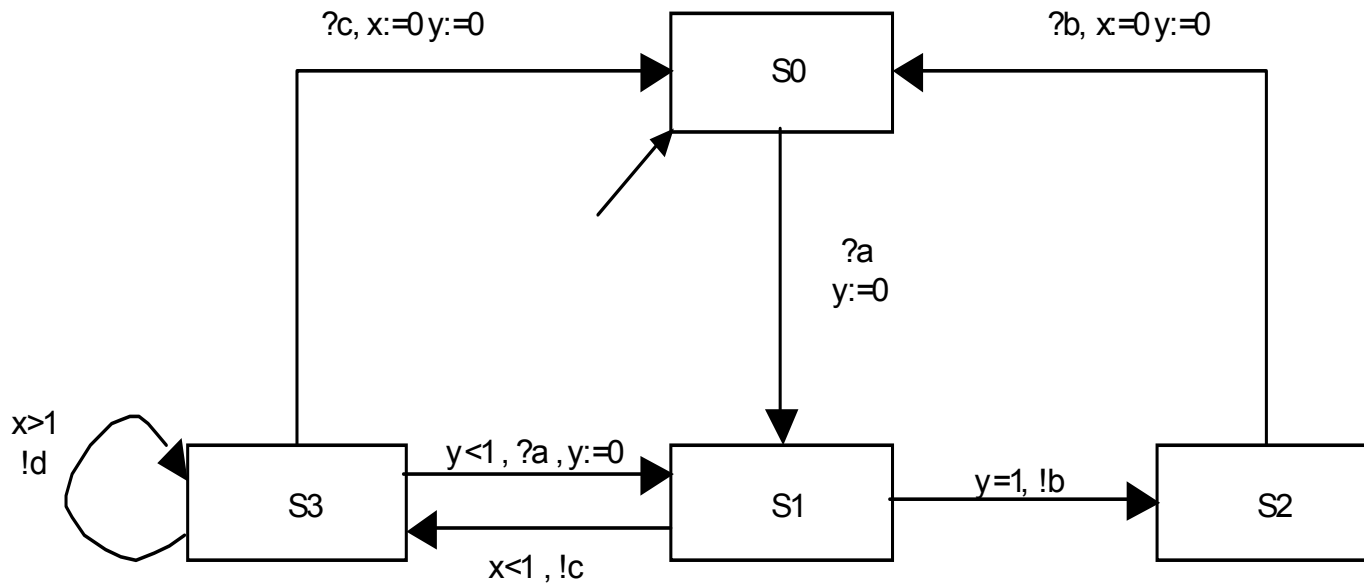 ?c, x:=0 y:=0
S0
?b, x:=0 y:=0
?a
y:=0
x>1
!d
y<1 , ?a , y:=0
S3
S1
y=1, !b
S2
x<1 , !c